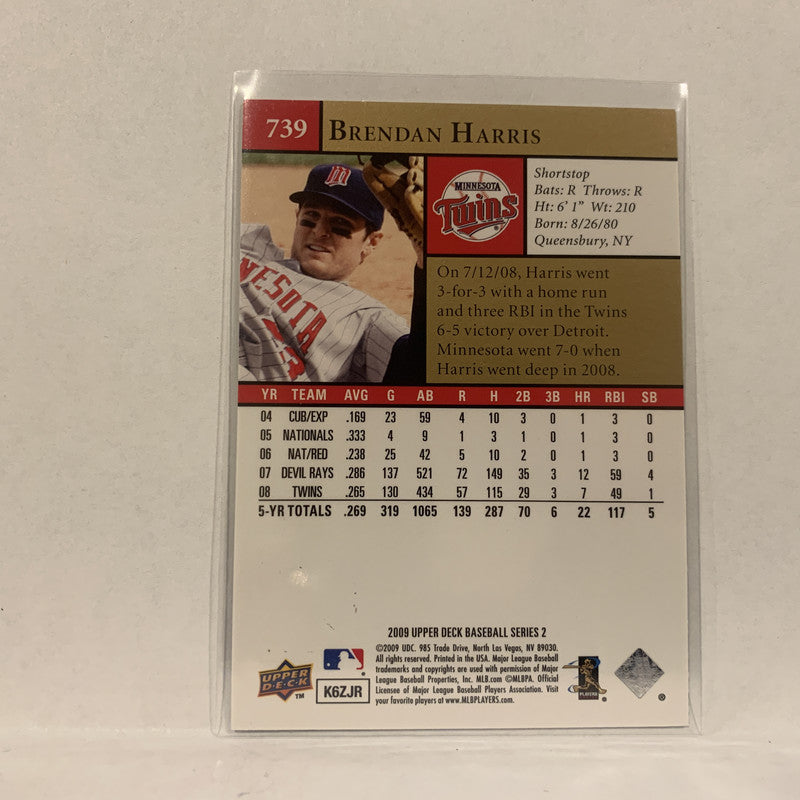 739 BRENDAN HARRIS
M
MINNESOTA
Twins
Shortstop
Bats: R Throws: R
Ht: 6' 1" Wt: 210
Born: 8/26/80
Queensbury, NY
NESOTA
On 7/12/08, Harris went
3-for-3 with a home run
and three RBI in the Twins
6-5 victory over Detroit.
Minnesota went 7-0 when
Harris went deep in 2008.
YR TEAM AVG G AB R H 2B 3B HR RBI SB
04 CUB/EXP .169 23 59 4 10 3 0 1 3 0
05 NATIONALS .333 4 9 1 3 1 0 1 3 0
06 NAT/RED .238 25 42 5 10 2 0 1 3 0
07 DEVIL RAYS .286 137 521 72 149 35 3 12 59 4
08 TWINS .265 130 434 57 115 29 3 7 49 1
5-YR TOTALS .269 319 1065 139 287 70 6 22 117 5
2009 UPPER DECK BASEBALL SERIES 2
©2009 UDC. 985 Trade Drive, North Las Vegas, NV 89030.
All rights reserved. Printed in the USA. Major League Baseball
trademarks and copyrights are used with permission of Major
League Baseball Properties, Inc. MLB.com ©MLBPA. Official
Licensee of Major League Baseball Players Association. Visit
your favorite players at www.MLBPLAYERS.com.
UPPER
DECK
TM
K6ZJR
PLAYERS